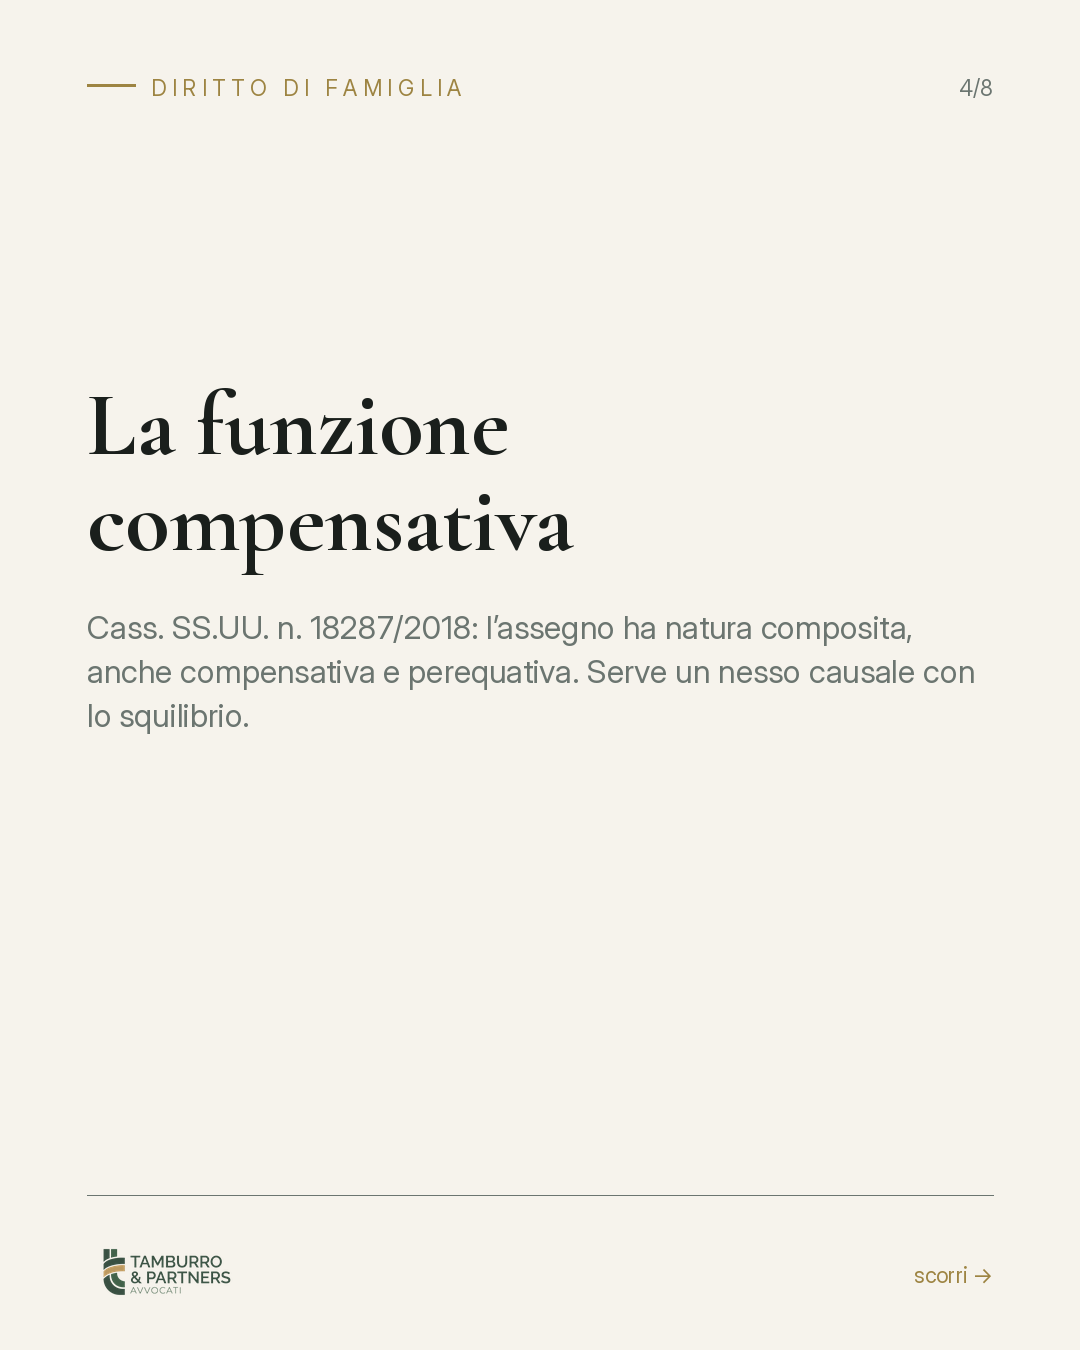 DIRITTO DI FAMIGLIA
4/8
La funzione
compensativa
Cass. SS.UU. n. 18287/2018: l’assegno ha natura composita,
anche compensativa e perequativa. Serve un nesso causale con
lo squilibrio.
TAMBURRO
& PARTNERS
AVVOCATI
scorri →